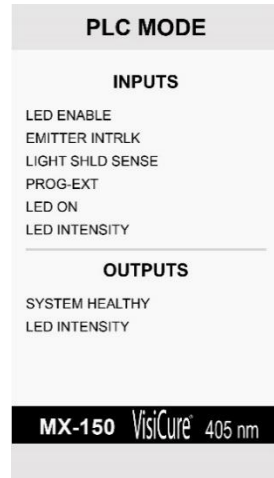 PLC MODE
INPUTS
LED ENABLE
EMITTER INTRLK
LIGHT SHLD SENSE
PROG-EXT
LED ON
LED INTENSITY
OUTPUTS
SYSTEM HEALTHY
LED INTENSITY
MX-150 VisiCure® 405 nm